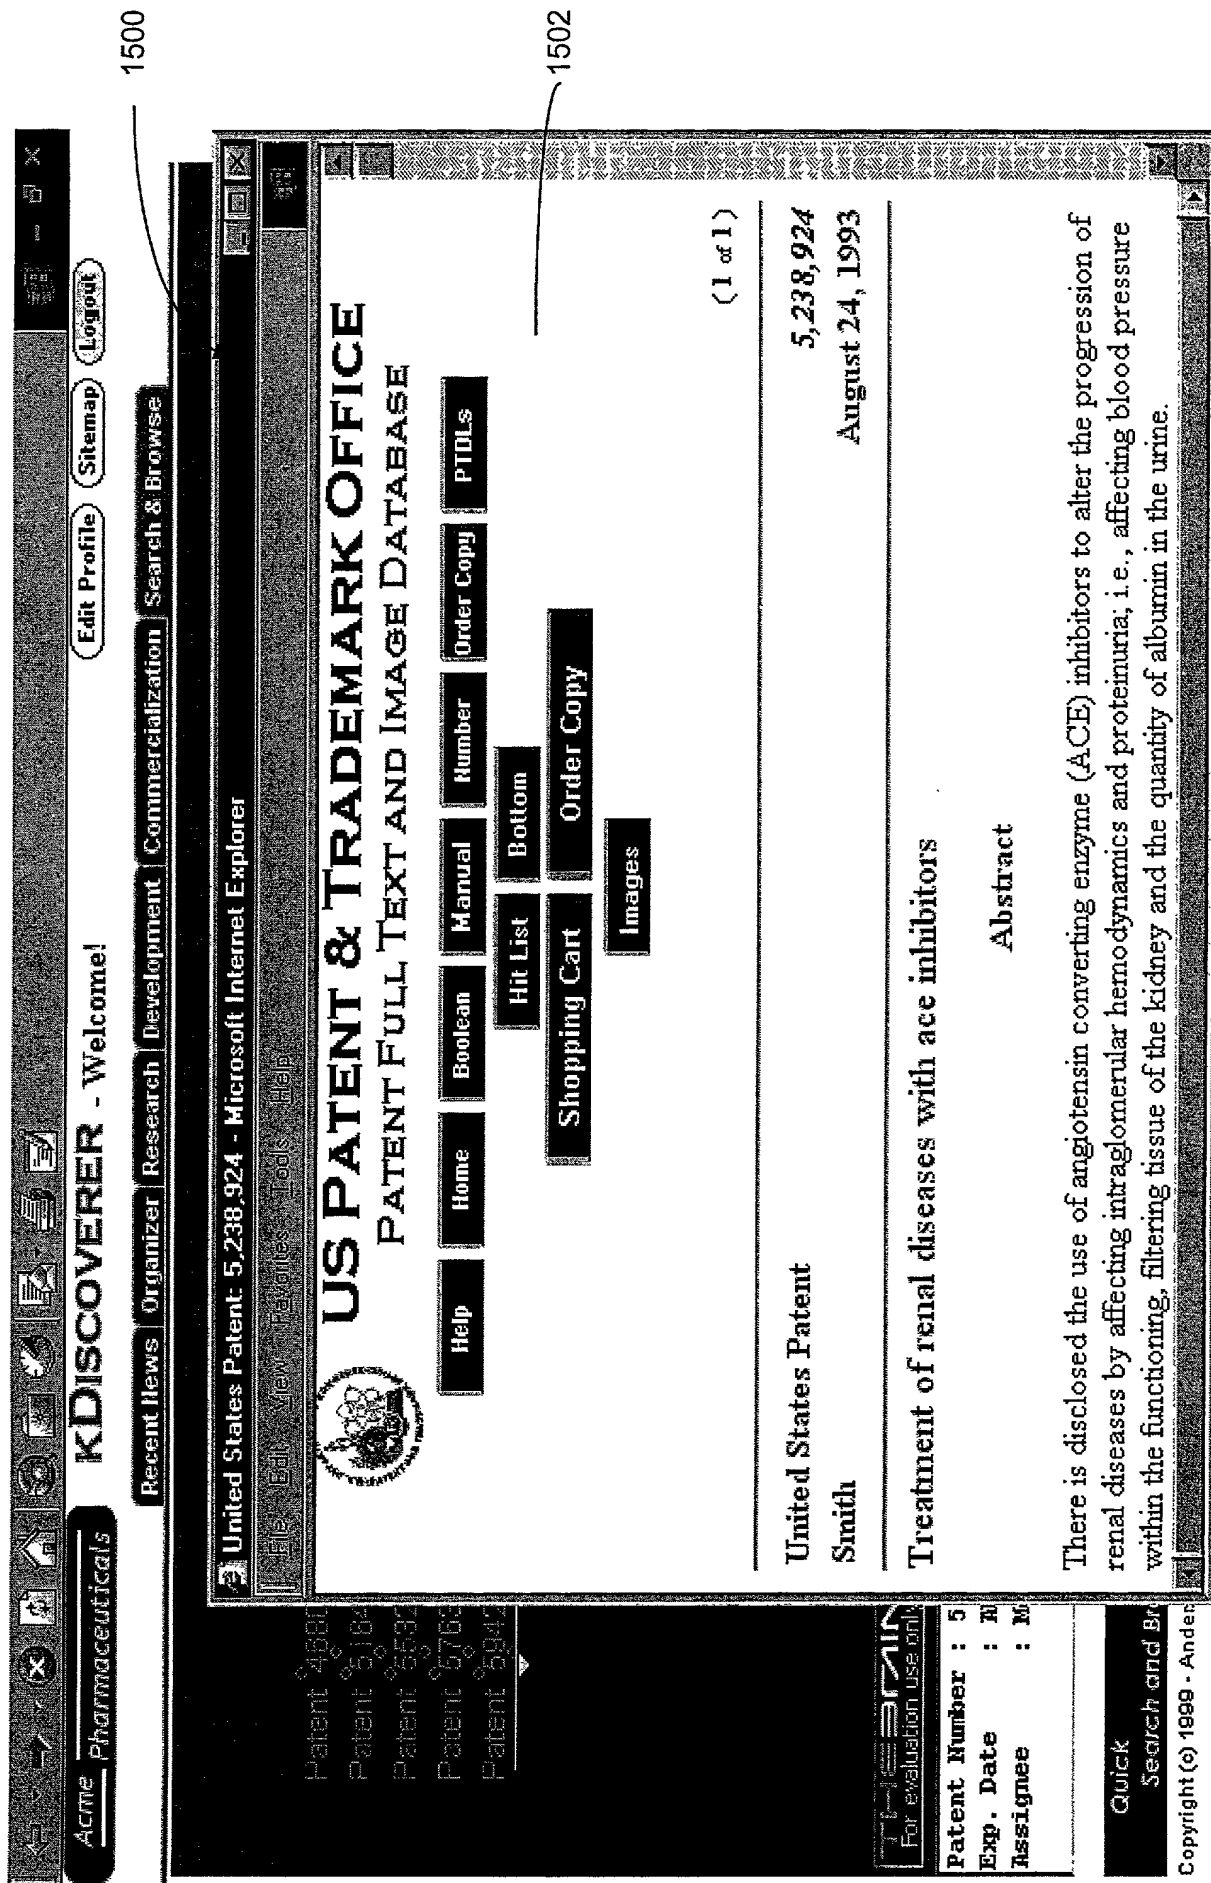 1500
1502
Acme Pharmaceuticals
KDISCOVERER - Welcome!
Edit Profile Sitemap Logout
Recent News Organizer Research Development Commercialization Search & Browse
United States Patent: 5,238,924 - Microsoft Internet Explorer
File Edit View Favorites Tools Help
US PATENT & TRADEMARK OFFICE
PATENT FULL TEXT AND IMAGE DATABASE
Help Home Boolean Manual Number Order Copy PTDLs
Hit List Bottom
Shopping Cart Order Copy
Images
(1 of 1)
United States Patent 5,238,924
Smith August 24, 1993
Treatment of renal diseases with ace inhibitors
Abstract
There is disclosed the use of angiotensin converting enzyme (ACE) inhibitors to alter the progression of
renal diseases by affecting intraglomerular hemodynamics and proteinuria; i.e., affecting blood pressure
within the functioning, filtering tissue of the kidney and the quantity of albumin in the urine.
Patent
Patent
Patent
Patent
Patent
For evaluation use only
Patent Number : 5
Exp. Date :
Assignee : M
Quick
Search and Br
Copyright (c) 1999 - Ander